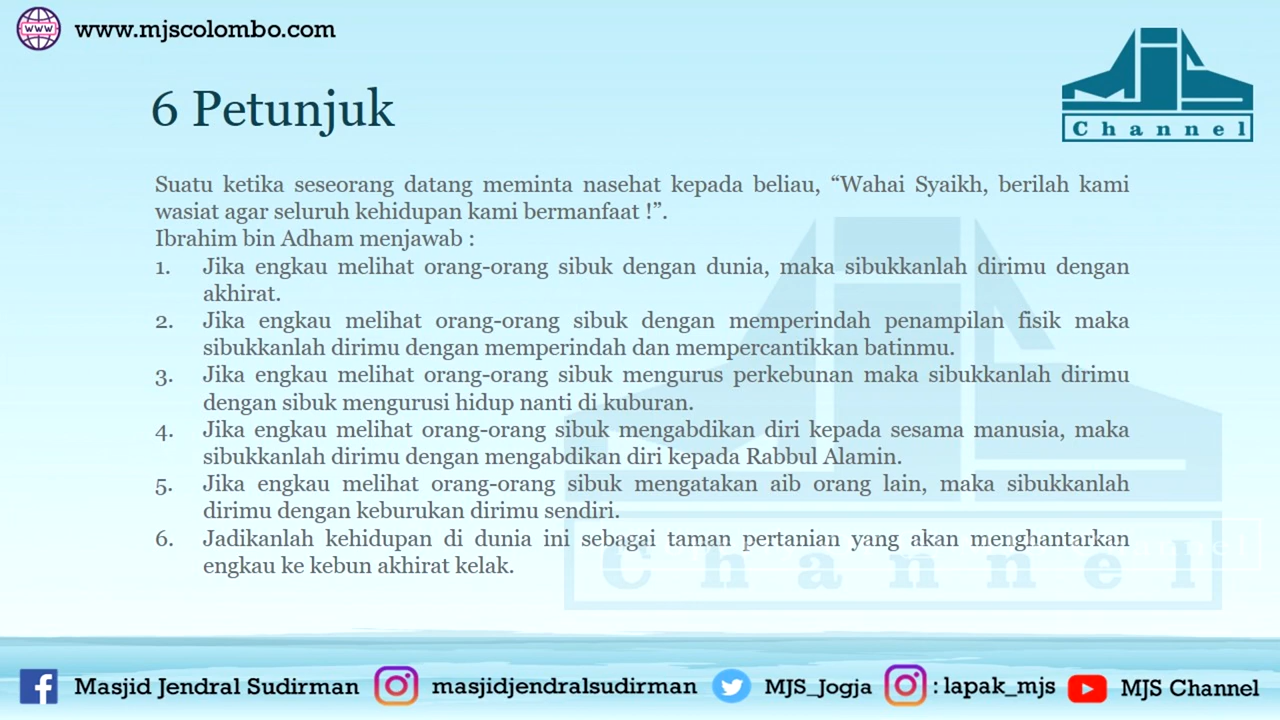 www.mjscolombo.com
MJS
Channel
6 Petunjuk
Suatu ketika seseorang datang meminta nasehat kepada beliau, “Wahai Syaikh, berilah kami
wasiat agar seluruh kehidupan kami bermanfaat !”.
Ibrahim bin Adham menjawab :
1. Jika engkau melihat orang-orang sibuk dengan dunia, maka sibukkanlah dirimu dengan
akhirat.
2. Jika engkau melihat orang-orang sibuk dengan memperindah penampilan fisik maka
sibukkanlah dirimu dengan memperindah dan mempercantikkan batinmu.
3. Jika engkau melihat orang-orang sibuk mengurus perkebunan maka sibukkanlah dirimu
dengan sibuk mengurusi hidup nanti di kuburan.
4. Jika engkau melihat orang-orang sibuk mengabdikan diri kepada sesama manusia, maka
sibukkanlah dirimu dengan mengabdikan diri kepada Rabbul Alamin.
5. Jika engkau melihat orang-orang sibuk mengatakan aib orang lain, maka sibukkanlah
dirimu dengan keburukan dirimu sendiri.
6. Jadikanlah kehidupan di dunia ini sebagai taman pertanian yang akan menghantarkan
engkau ke kebun akhirat kelak.
Channel
Masjid Jendral Sudirman masjidjendralsudirman MJS_Jogja : lapak_mjs MJS Channel